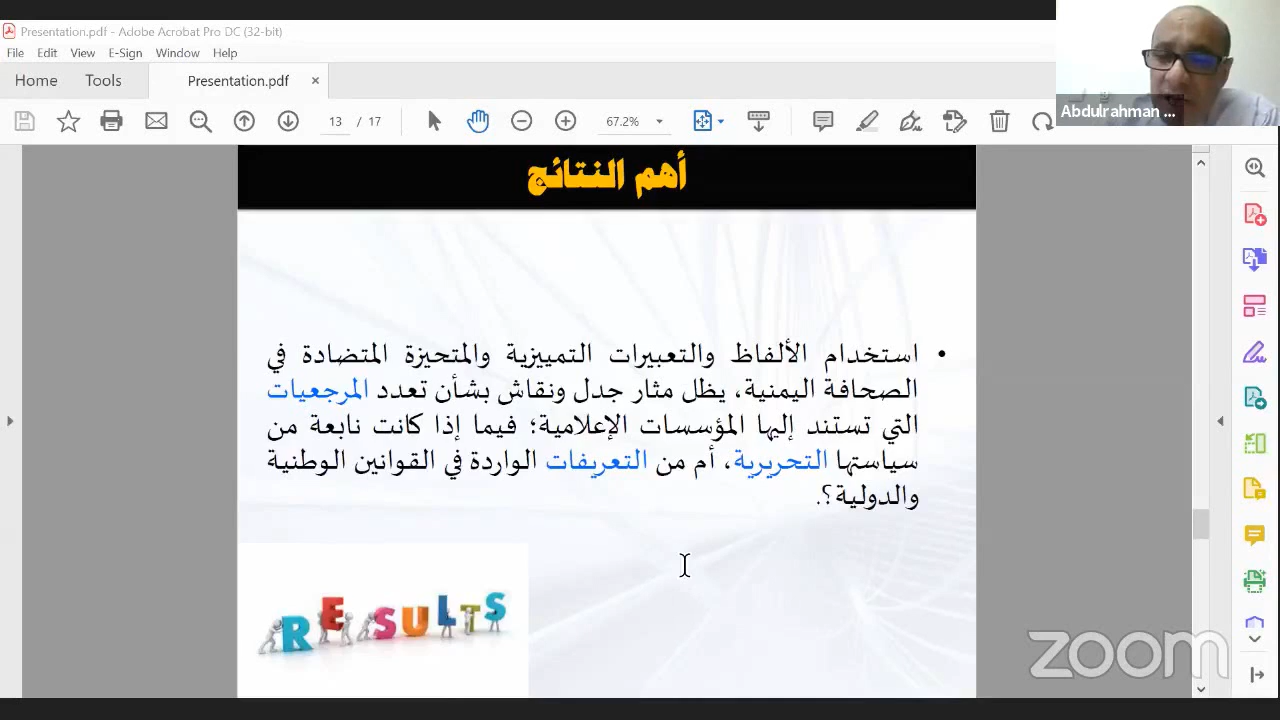 Presentation.pdf - Adobe Acrobat Pro DC (32-bit)
File Edit View E-Sign Window Help
Home Tools Presentation.pdf ×
13 / 17 67.2%
Abdulrahman ...
أهم النتائج
• استخدام الألفاظ والتعبيرات التمييزية والمتحيزة المتضادة في
الصحافة اليمنية، يظل مثار جدل ونقاش بشأن تعدد المرجعيات
التي تستند إليها المؤسسات الإعلامية؛ فيما إذا كانت نابعة من
سياستها التحريرية، أم من التعريفات الواردة في القوانين الوطنية
والدولية؟.
RESULTS
zoom